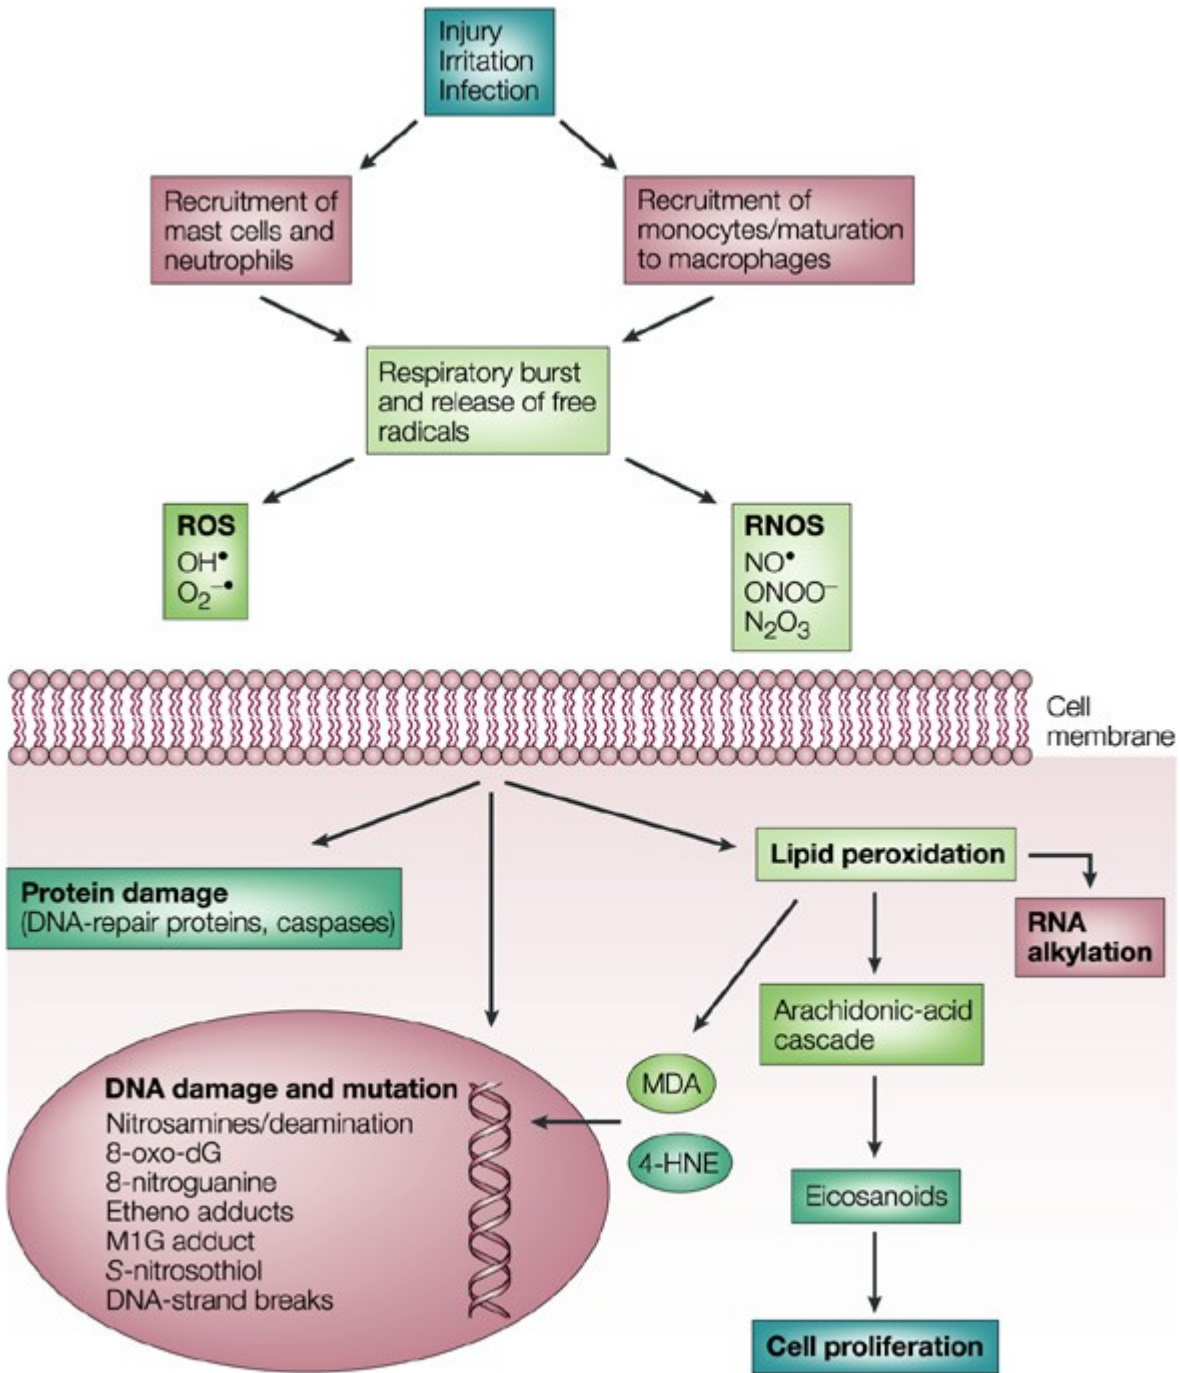 Injury
Irritation
Infection
Recruitment of
mast cells and
neutrophils
Recruitment of
monocytes/maturation
to macrophages
Respiratory burst
and release of free
radicals
ROS
OH•
O₂⁻•
RNOS
NO•
ONOO⁻
N₂O₃
Cell
membrane
Protein damage
(DNA-repair proteins, caspases)
Lipid peroxidation
RNA
alkylation
Arachidonic-acid
cascade
MDA
4-HNE
Eicosanoids
Cell proliferation
DNA damage and mutation
Nitrosamines/deamination
8-oxo-dG
8-nitroguanine
Etheno adducts
M1G adduct
S-nitrosothiol
DNA-strand breaks